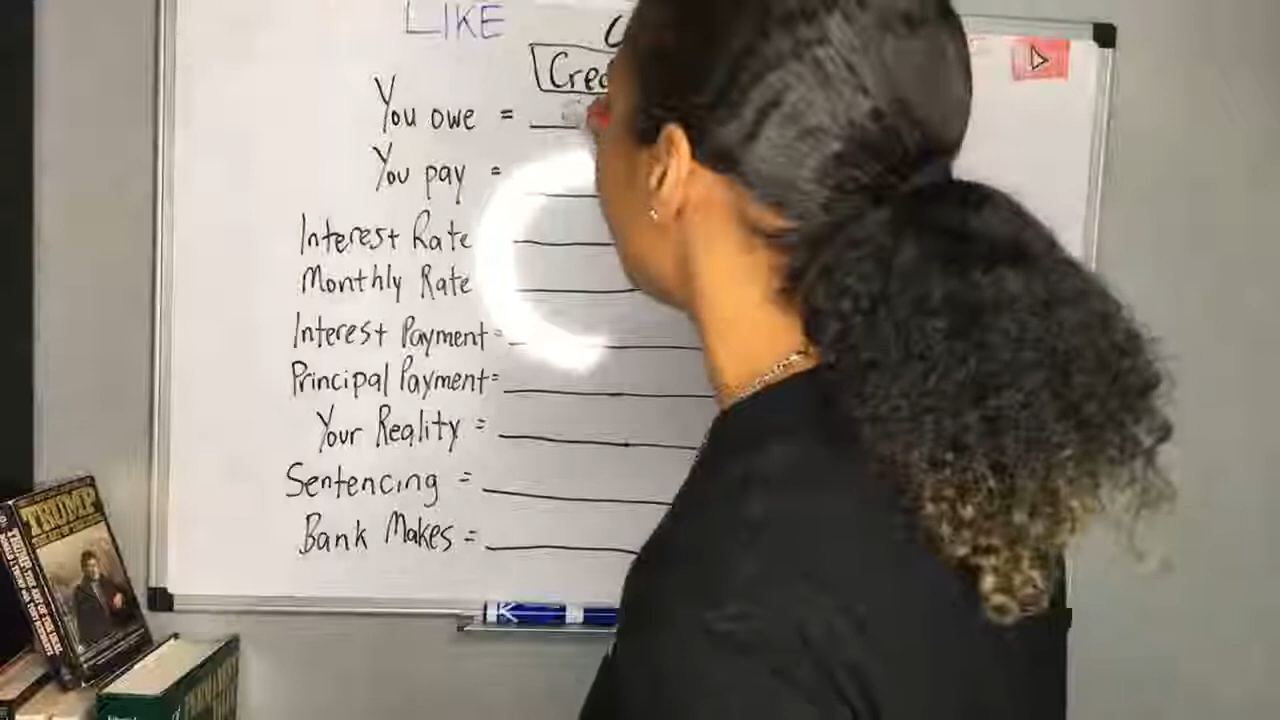 LIKE
You owe =
You pay =
Interest Rate
Monthly Rate
Interest Payment =
Principal Payment =
Your Reality =
Sentencing =
Bank Makes =
TRUMP